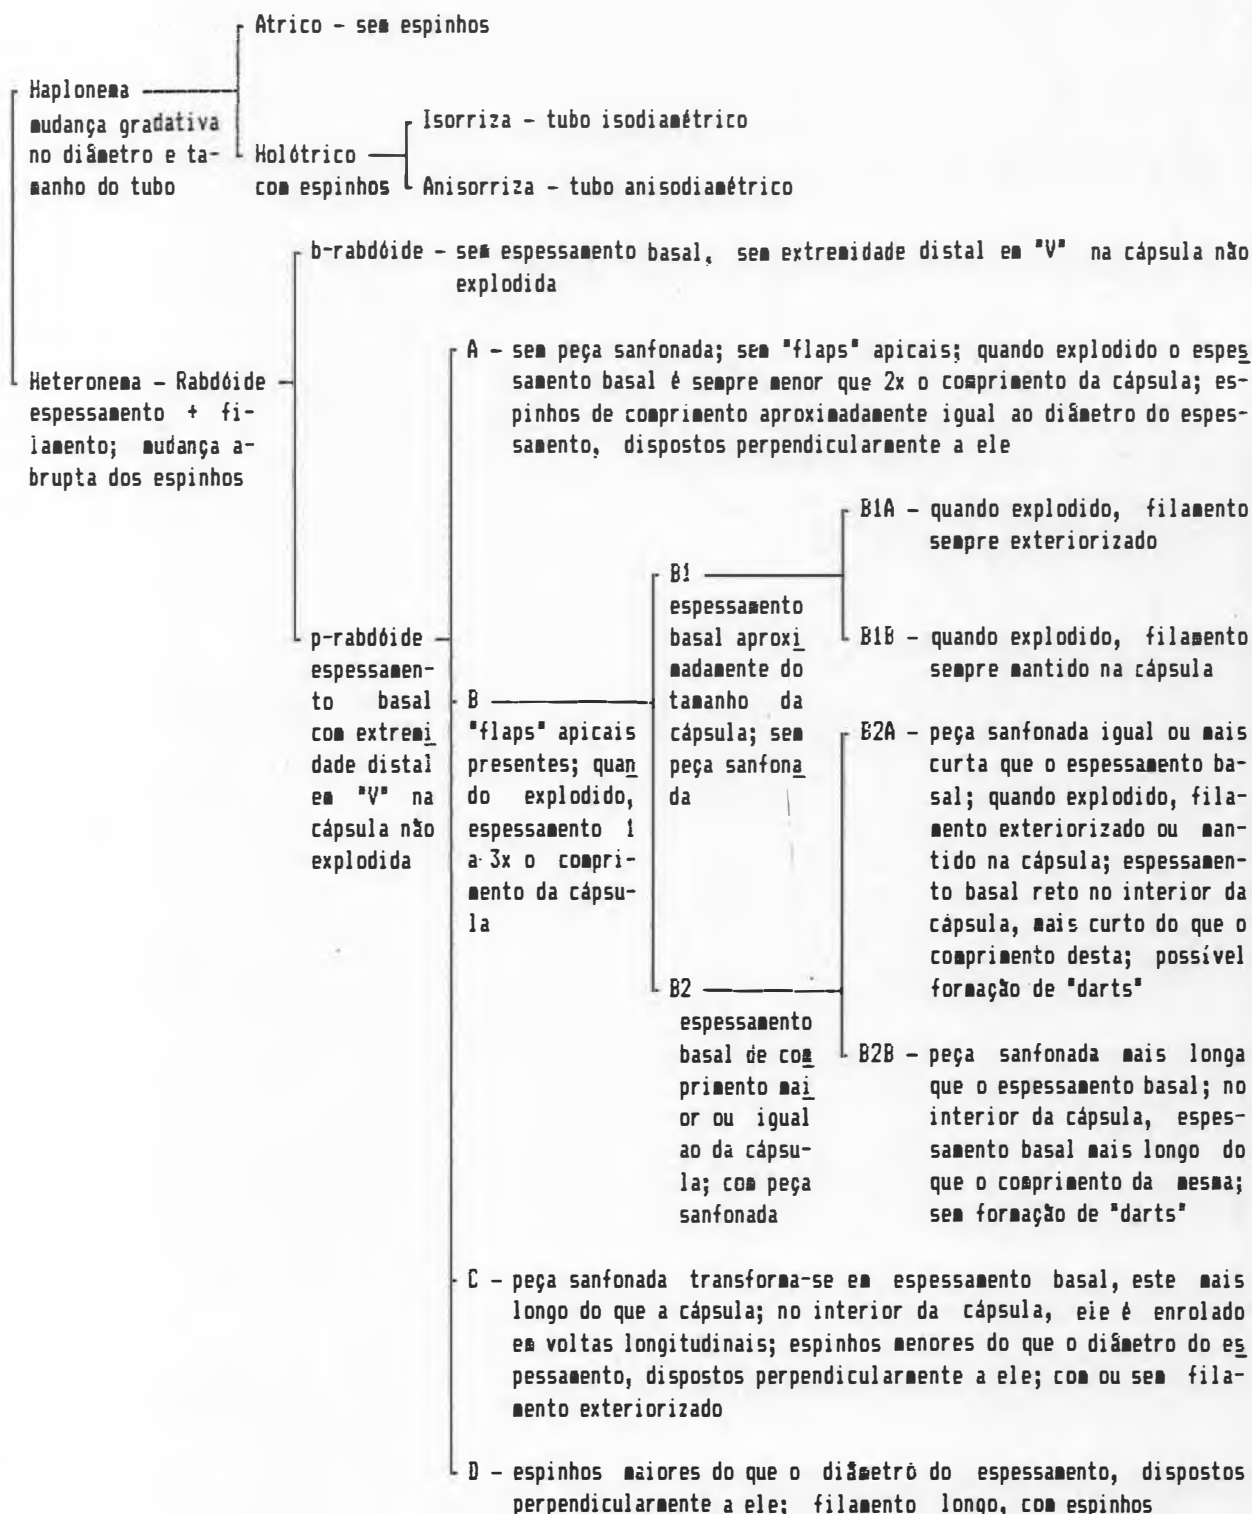 Atrico - sem espinhos
Haplonema
mudança gradativa
no diâmetro e ta-
manho do tubo
Holótrico
com espinhos
Isorriza - tubo isodiamétrico
Anisorriza - tubo anisodiamétrico
Heteronema - Rabdóide
espessamento + fi-
lamento; mudança a-
brupta dos espinhos
b-rabdóide - sem espessamento basal, sem extremidade distal em "V" na cápsula não
explodida
p-rabdóide
espessamen-
to basal
com extremi
dade distal
em "V" na
cápsula não
explodida
A - sem peça sanfonada; sem "flaps" apicais; quando explodido o espes
samento basal é sempre menor que 2x o comprimento da cápsula; es-
pinhos de comprimento aproximadamente igual ao diâmetro do espes-
samento, dispostos perpendicularmente a ele
B
"flaps" apicais
presentes; quan
do explodido,
espessamento 1
a 3x o compri-
mento da cápsu-
la
B1
espessamento
basal aproxi
madamente do
tamanho da
cápsula; sem
peça sanfona
da
B1A - quando explodido, filamento
sempre exteriorizado
B1B - quando explodido, filamento
sempre mantido na cápsula
B2
espessamento
basal de com
primento mai
or ou igual
ao da cápsu-
la; com peça
sanfonada
B2A - peça sanfonada igual ou mais
curta que o espessamento ba-
sal; quando explodido, fila-
mento exteriorizado ou man-
tido na cápsula; espessamen-
to basal reto no interior da
cápsula, mais curto do que o
comprimento desta; possível
formação de "darts"
B2B - peça sanfonada mais longa
que o espessamento basal; no
interior da cápsula, espes-
samento basal mais longo do
que o comprimento da mesma;
sem formação de "darts"
C - peça sanfonada transforma-se em espessamento basal, este mais
longo do que a cápsula; no interior da cápsula, ele é enrolado
em voltas longitudinais; espinhos menores do que o diâmetro do es
pessamento, dispostos perpendicularmente a ele; com ou sem fila-
mento exteriorizado
D - espinhos maiores do que o diâmetro do espessamento, dispostos
perpendicularmente a ele; filamento longo, com espinhos